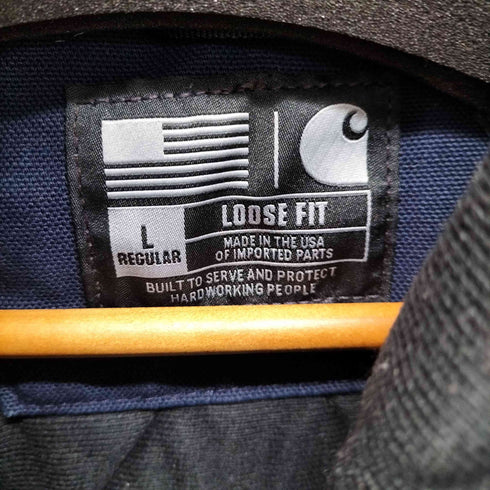 L
REGULAR
LOOSE FIT
MADE IN THE USA
OF IMPORTED PARTS
BUILT TO SERVE AND PROTECT
HARDWORKING PEOPLE